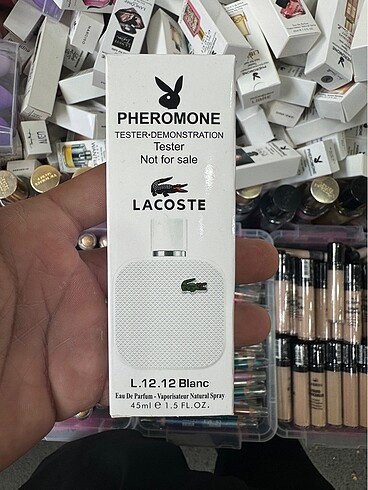 PHEROMONE
TESTER•DEMONSTRATION
Tester
Not for sale
LACOSTE
L.12.12 Blanc
Eau De Parfum - Vaporisateur Natural Spray
45ml ℮ 1.5 FL.OZ.